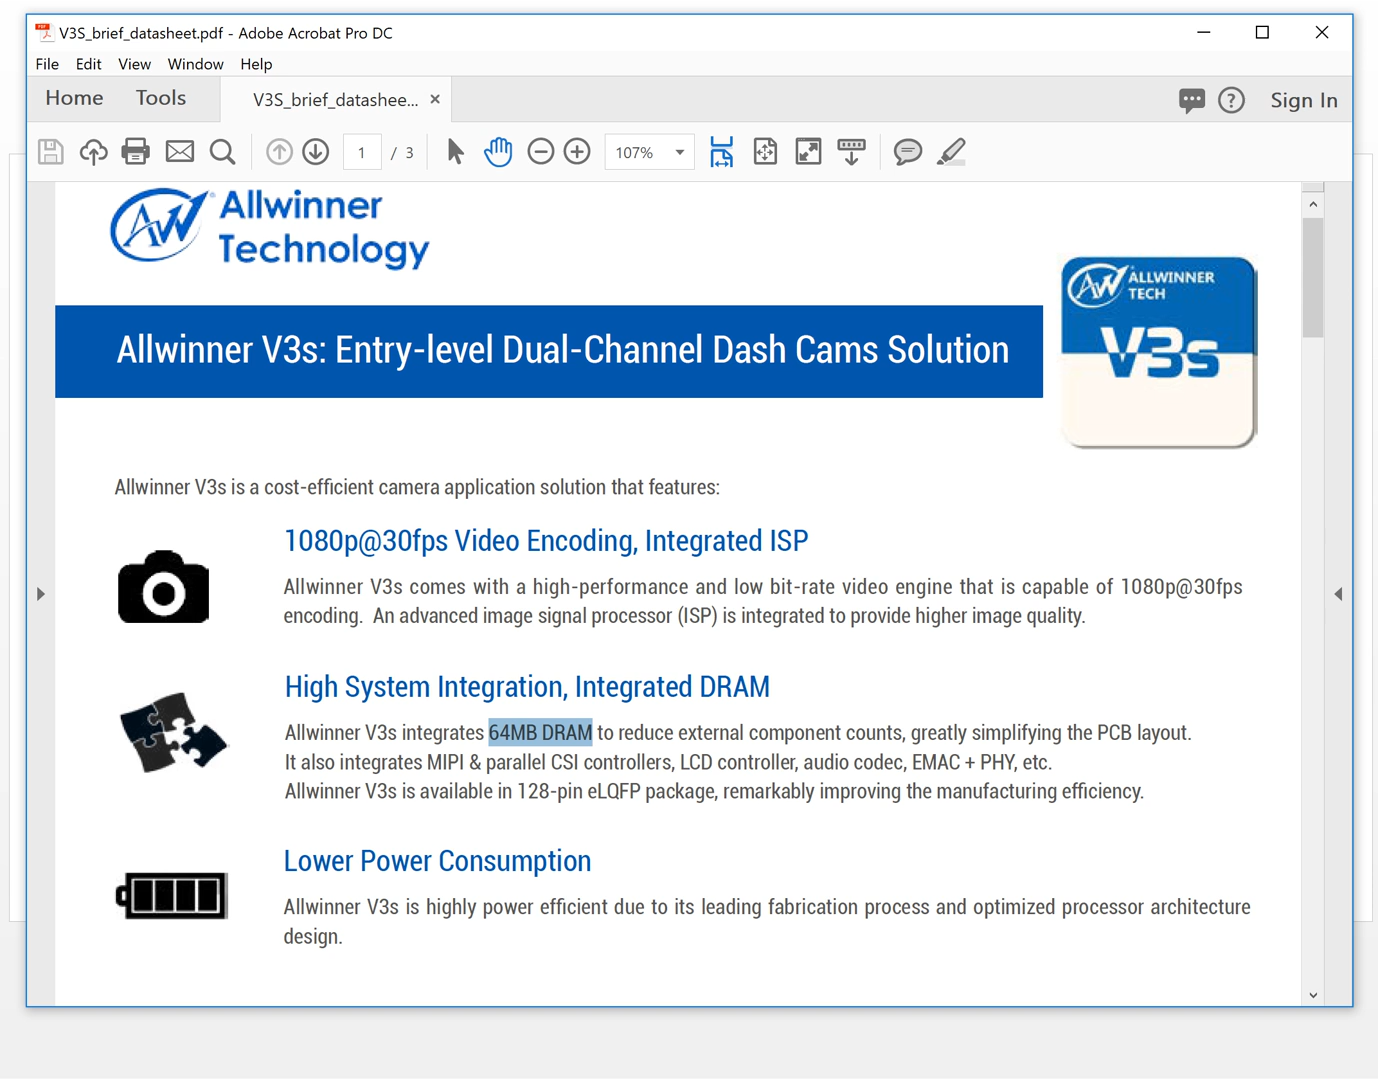 V3S_brief_datasheet.pdf - Adobe Acrobat Pro DC
File Edit View Window Help
Home Tools V3S_brief_datashee... Sign In
1 / 3 107%
Allwinner
Technology
ALLWINNER
TECH
V3s
Allwinner V3s: Entry-level Dual-Channel Dash Cams Solution
Allwinner V3s is a cost-efficient camera application solution that features:
1080p@30fps Video Encoding, Integrated ISP
Allwinner V3s comes with a high-performance and low bit-rate video engine that is capable of 1080p@30fps
encoding. An advanced image signal processor (ISP) is integrated to provide higher image quality.
High System Integration, Integrated DRAM
Allwinner V3s integrates 64MB DRAM to reduce external component counts, greatly simplifying the PCB layout.
It also integrates MIPI & parallel CSI controllers, LCD controller, audio codec, EMAC + PHY, etc.
Allwinner V3s is available in 128-pin eLQFP package, remarkably improving the manufacturing efficiency.
Lower Power Consumption
Allwinner V3s is highly power efficient due to its leading fabrication process and optimized processor architecture
design.